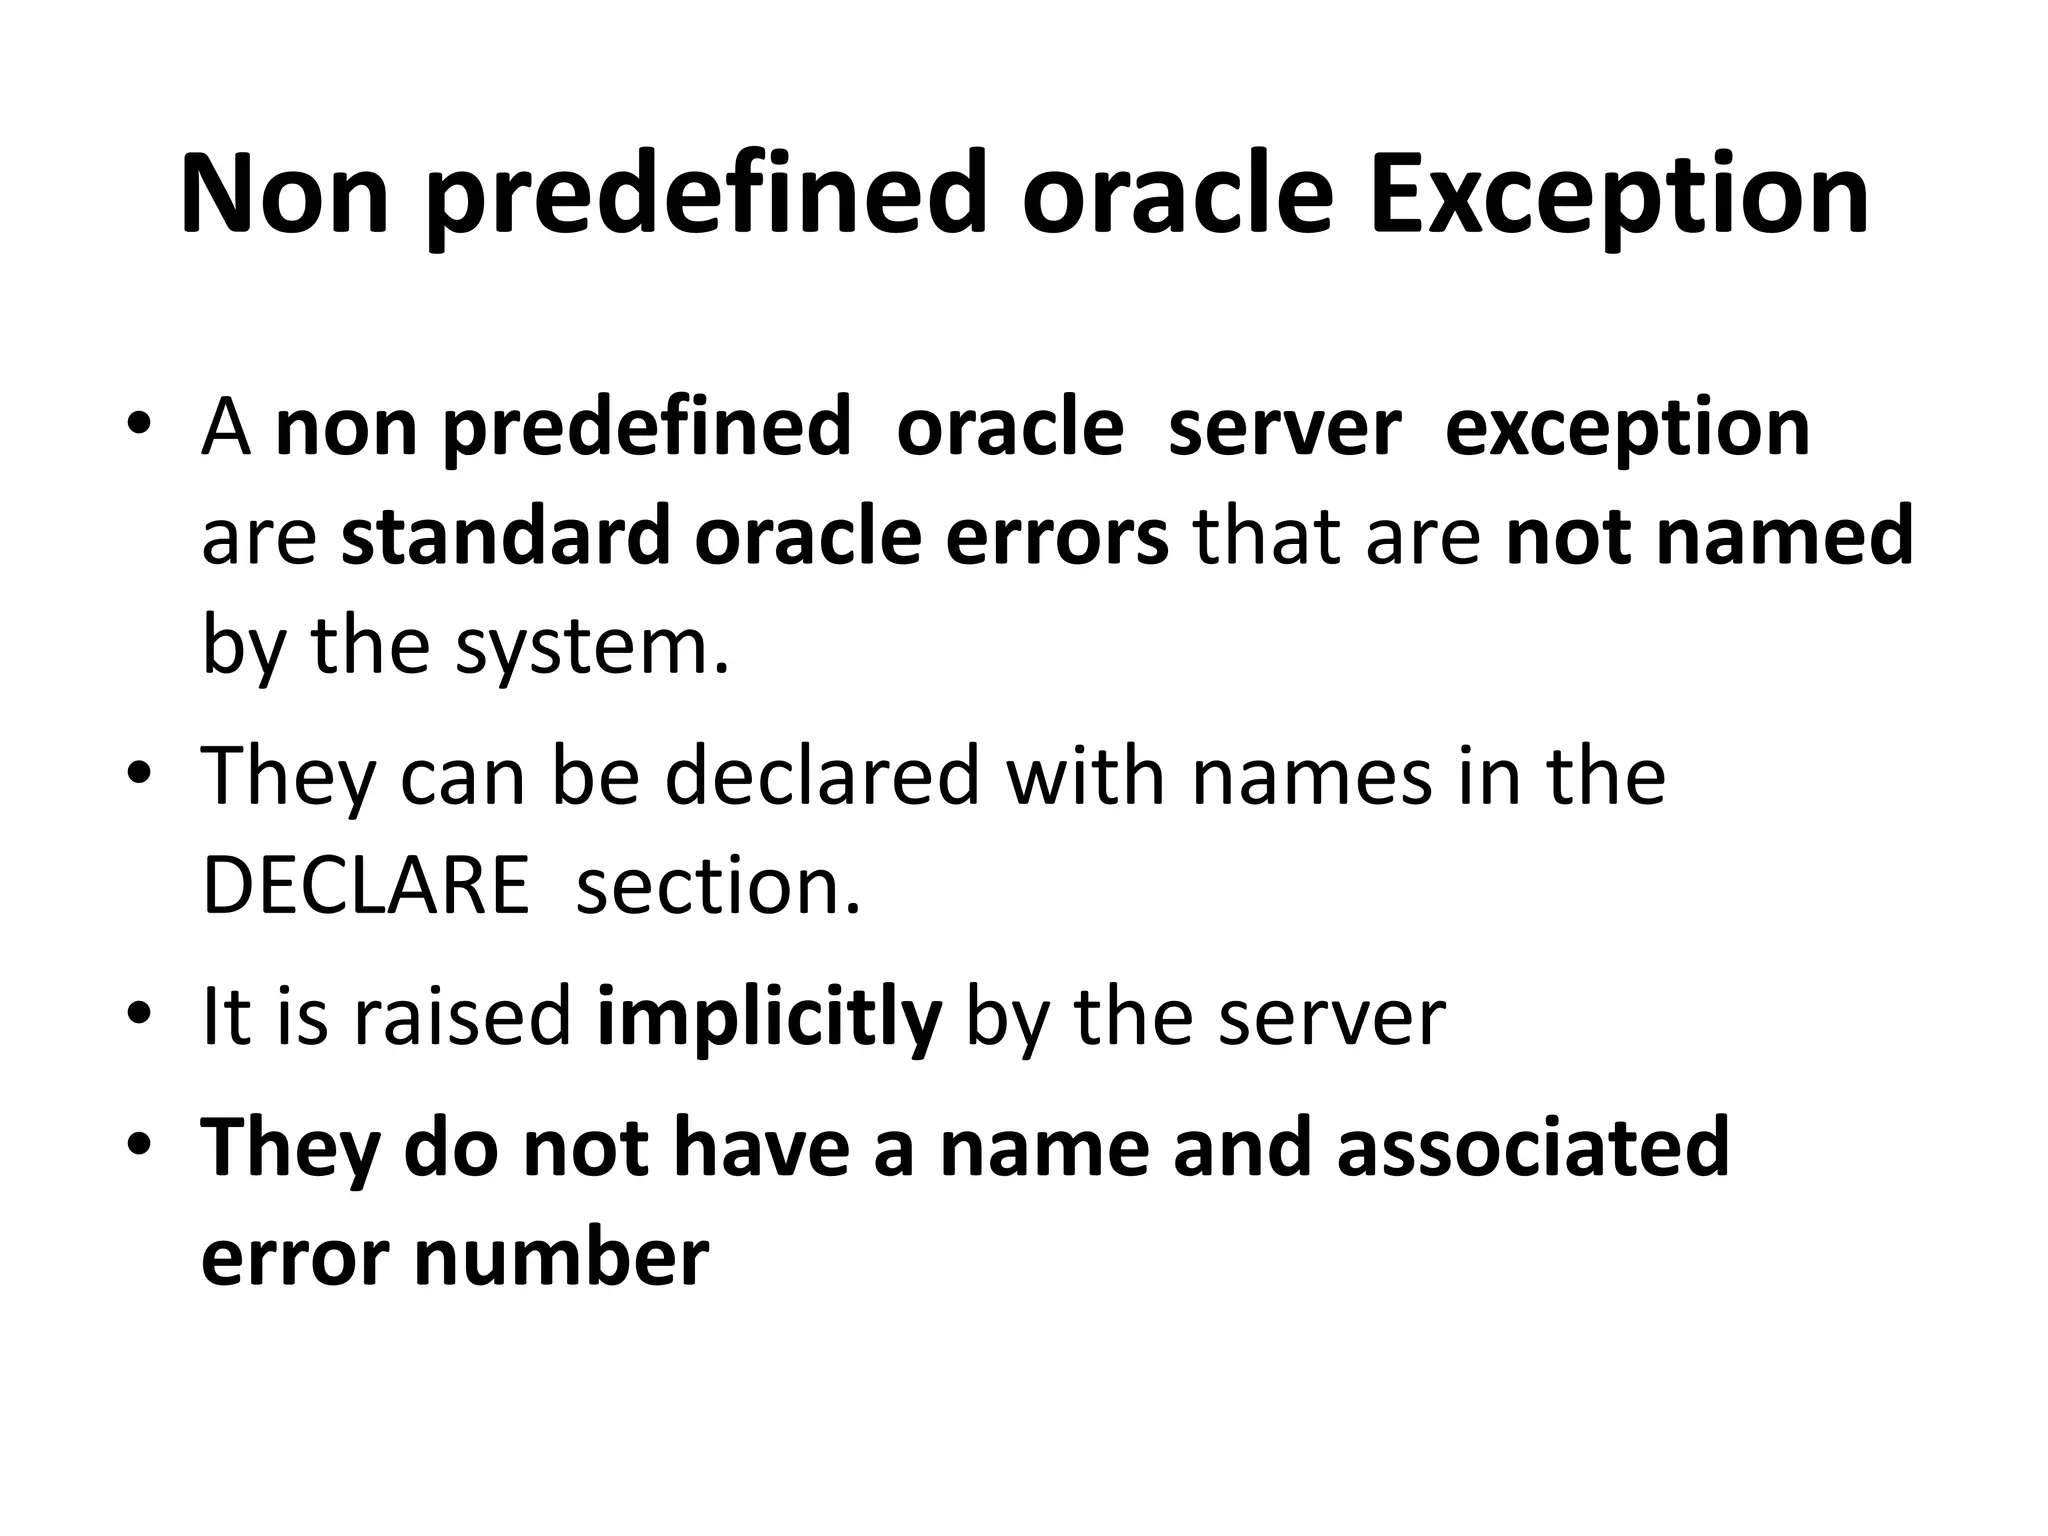 Non predefined oracle Exception
• A non predefined  oracle  server  exception
are standard oracle errors that are not named
by the system.
• They can be declared with names in the
DECLARE  section.
• It is raised implicitly by the server
• They do not have a name and associated
error number